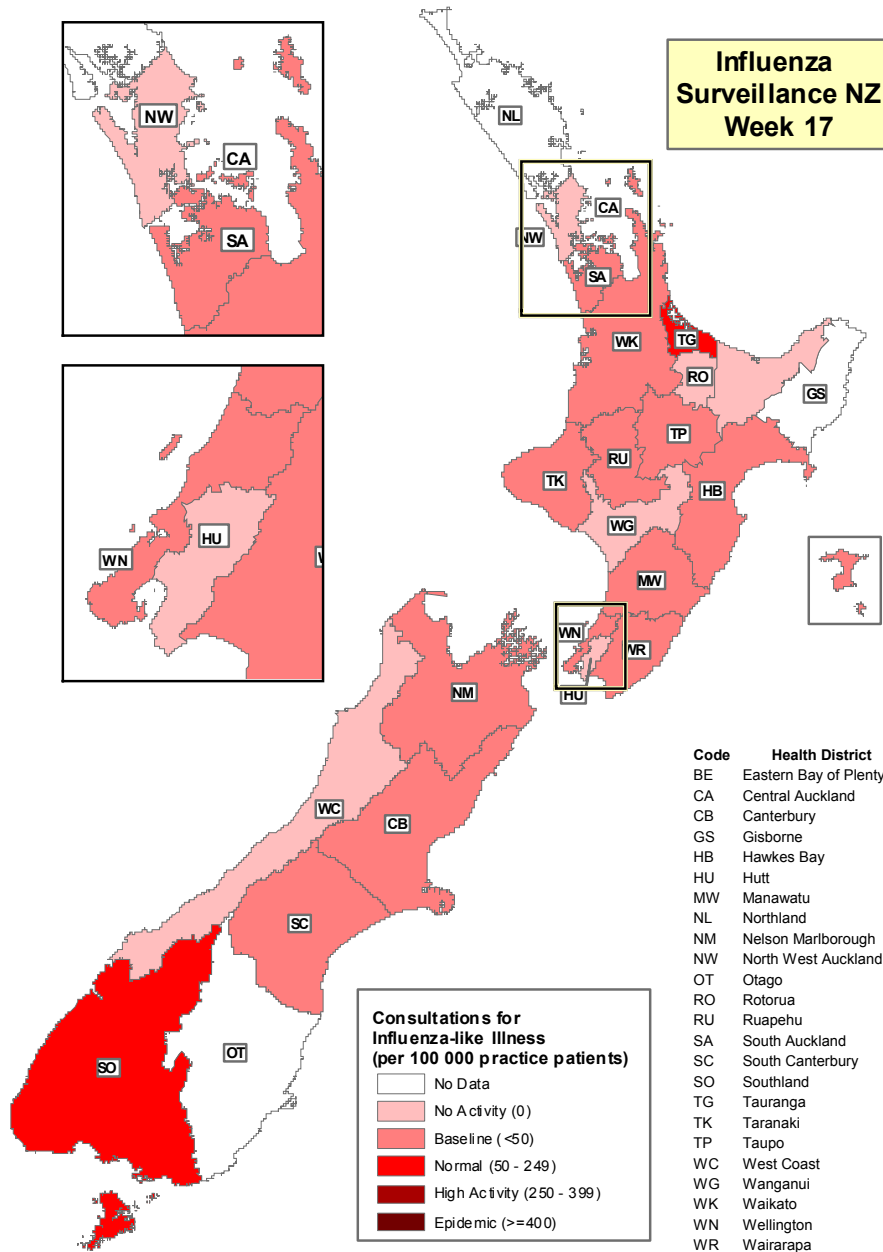 Influenza
Surveillance NZ
Week 17
NW
CA
SA
NL
CA
NW
SA
WK
TG
RO
GS
TP
RU
TK
HB
WG
MW
HU
WN
WN
WR
HU
NM
WC
CB
SC
SO
OT
Consultations for
Influenza-like Illness
(per 100 000 practice patients)
No Data
No Activity (0)
Baseline (<50)
Normal (50 - 249)
High Activity (250 - 399)
Epidemic (>=400)
Code Health District
BE Eastern Bay of Plenty
CA Central Auckland
CB Canterbury
GS Gisborne
HB Hawkes Bay
HU Hutt
MW Manawatu
NL Northland
NM Nelson Marlborough
NW North West Auckland
OT Otago
RO Rotorua
RU Ruapehu
SA South Auckland
SC South Canterbury
SO Southland
TG Tauranga
TK Taranaki
TP Taupo
WC West Coast
WG Wanganui
WK Waikato
WN Wellington
WR Wairarapa